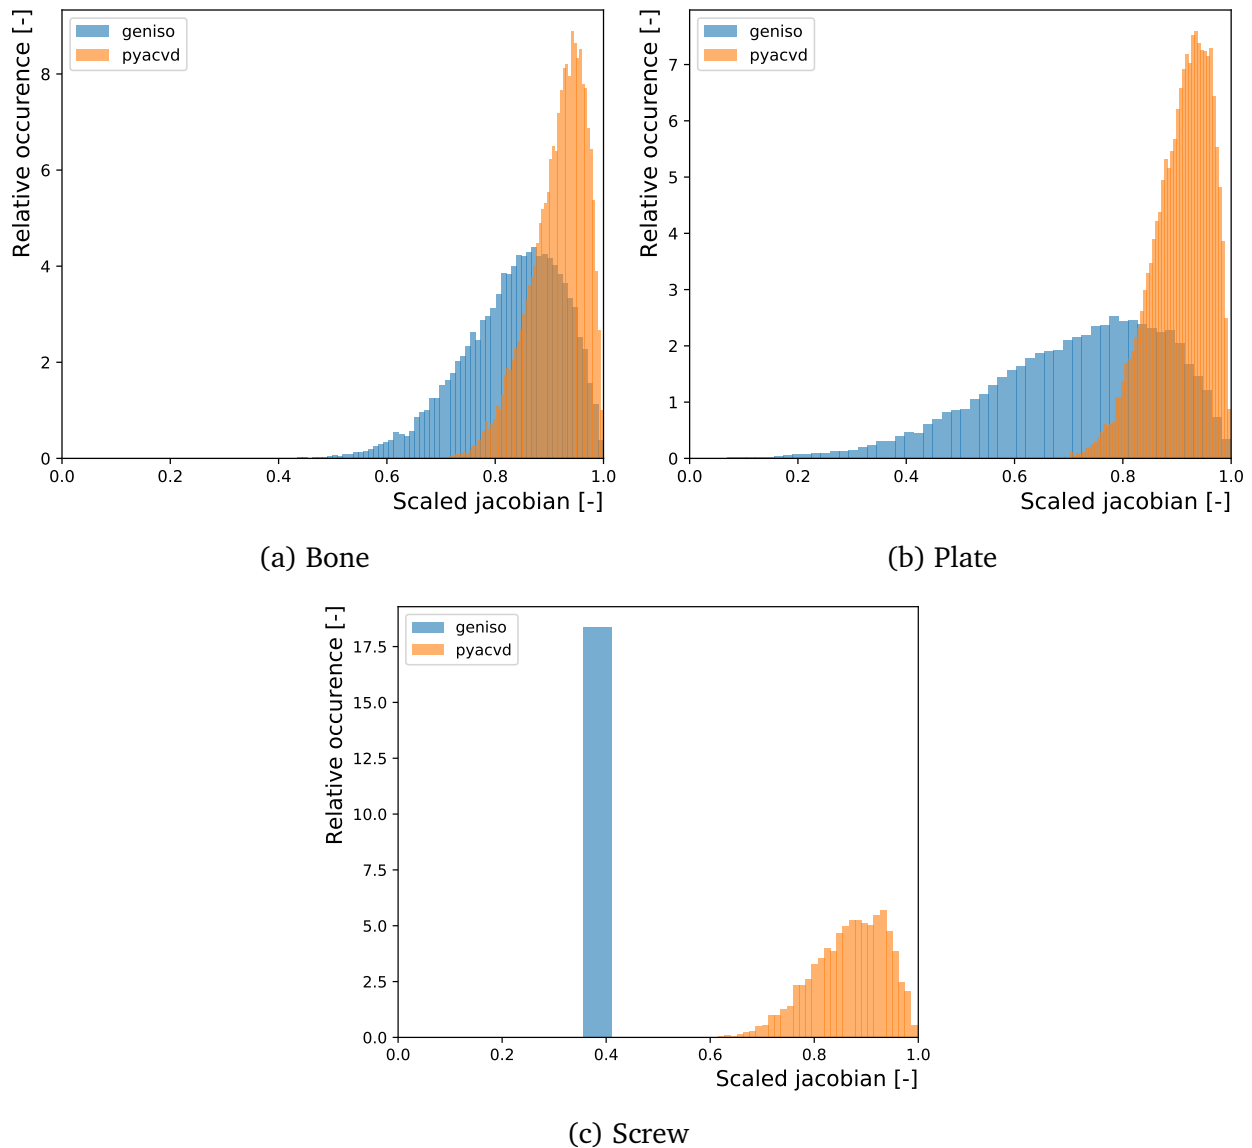 geniso
pyacvd
Relative occurence [-]
8
6
4
2
0
0.0 0.2 0.4 0.6 0.8 1.0
Scaled jacobian [-]
(a) Bone
geniso
pyacvd
Relative occurence [-]
7
6
5
4
3
2
1
0
0.0 0.2 0.4 0.6 0.8 1.0
Scaled jacobian [-]
(b) Plate
geniso
pyacvd
Relative occurence [-]
17.5
15.0
12.5
10.0
7.5
5.0
2.5
0.0
0.0 0.2 0.4 0.6 0.8 1.0
Scaled jacobian [-]
(c) Screw